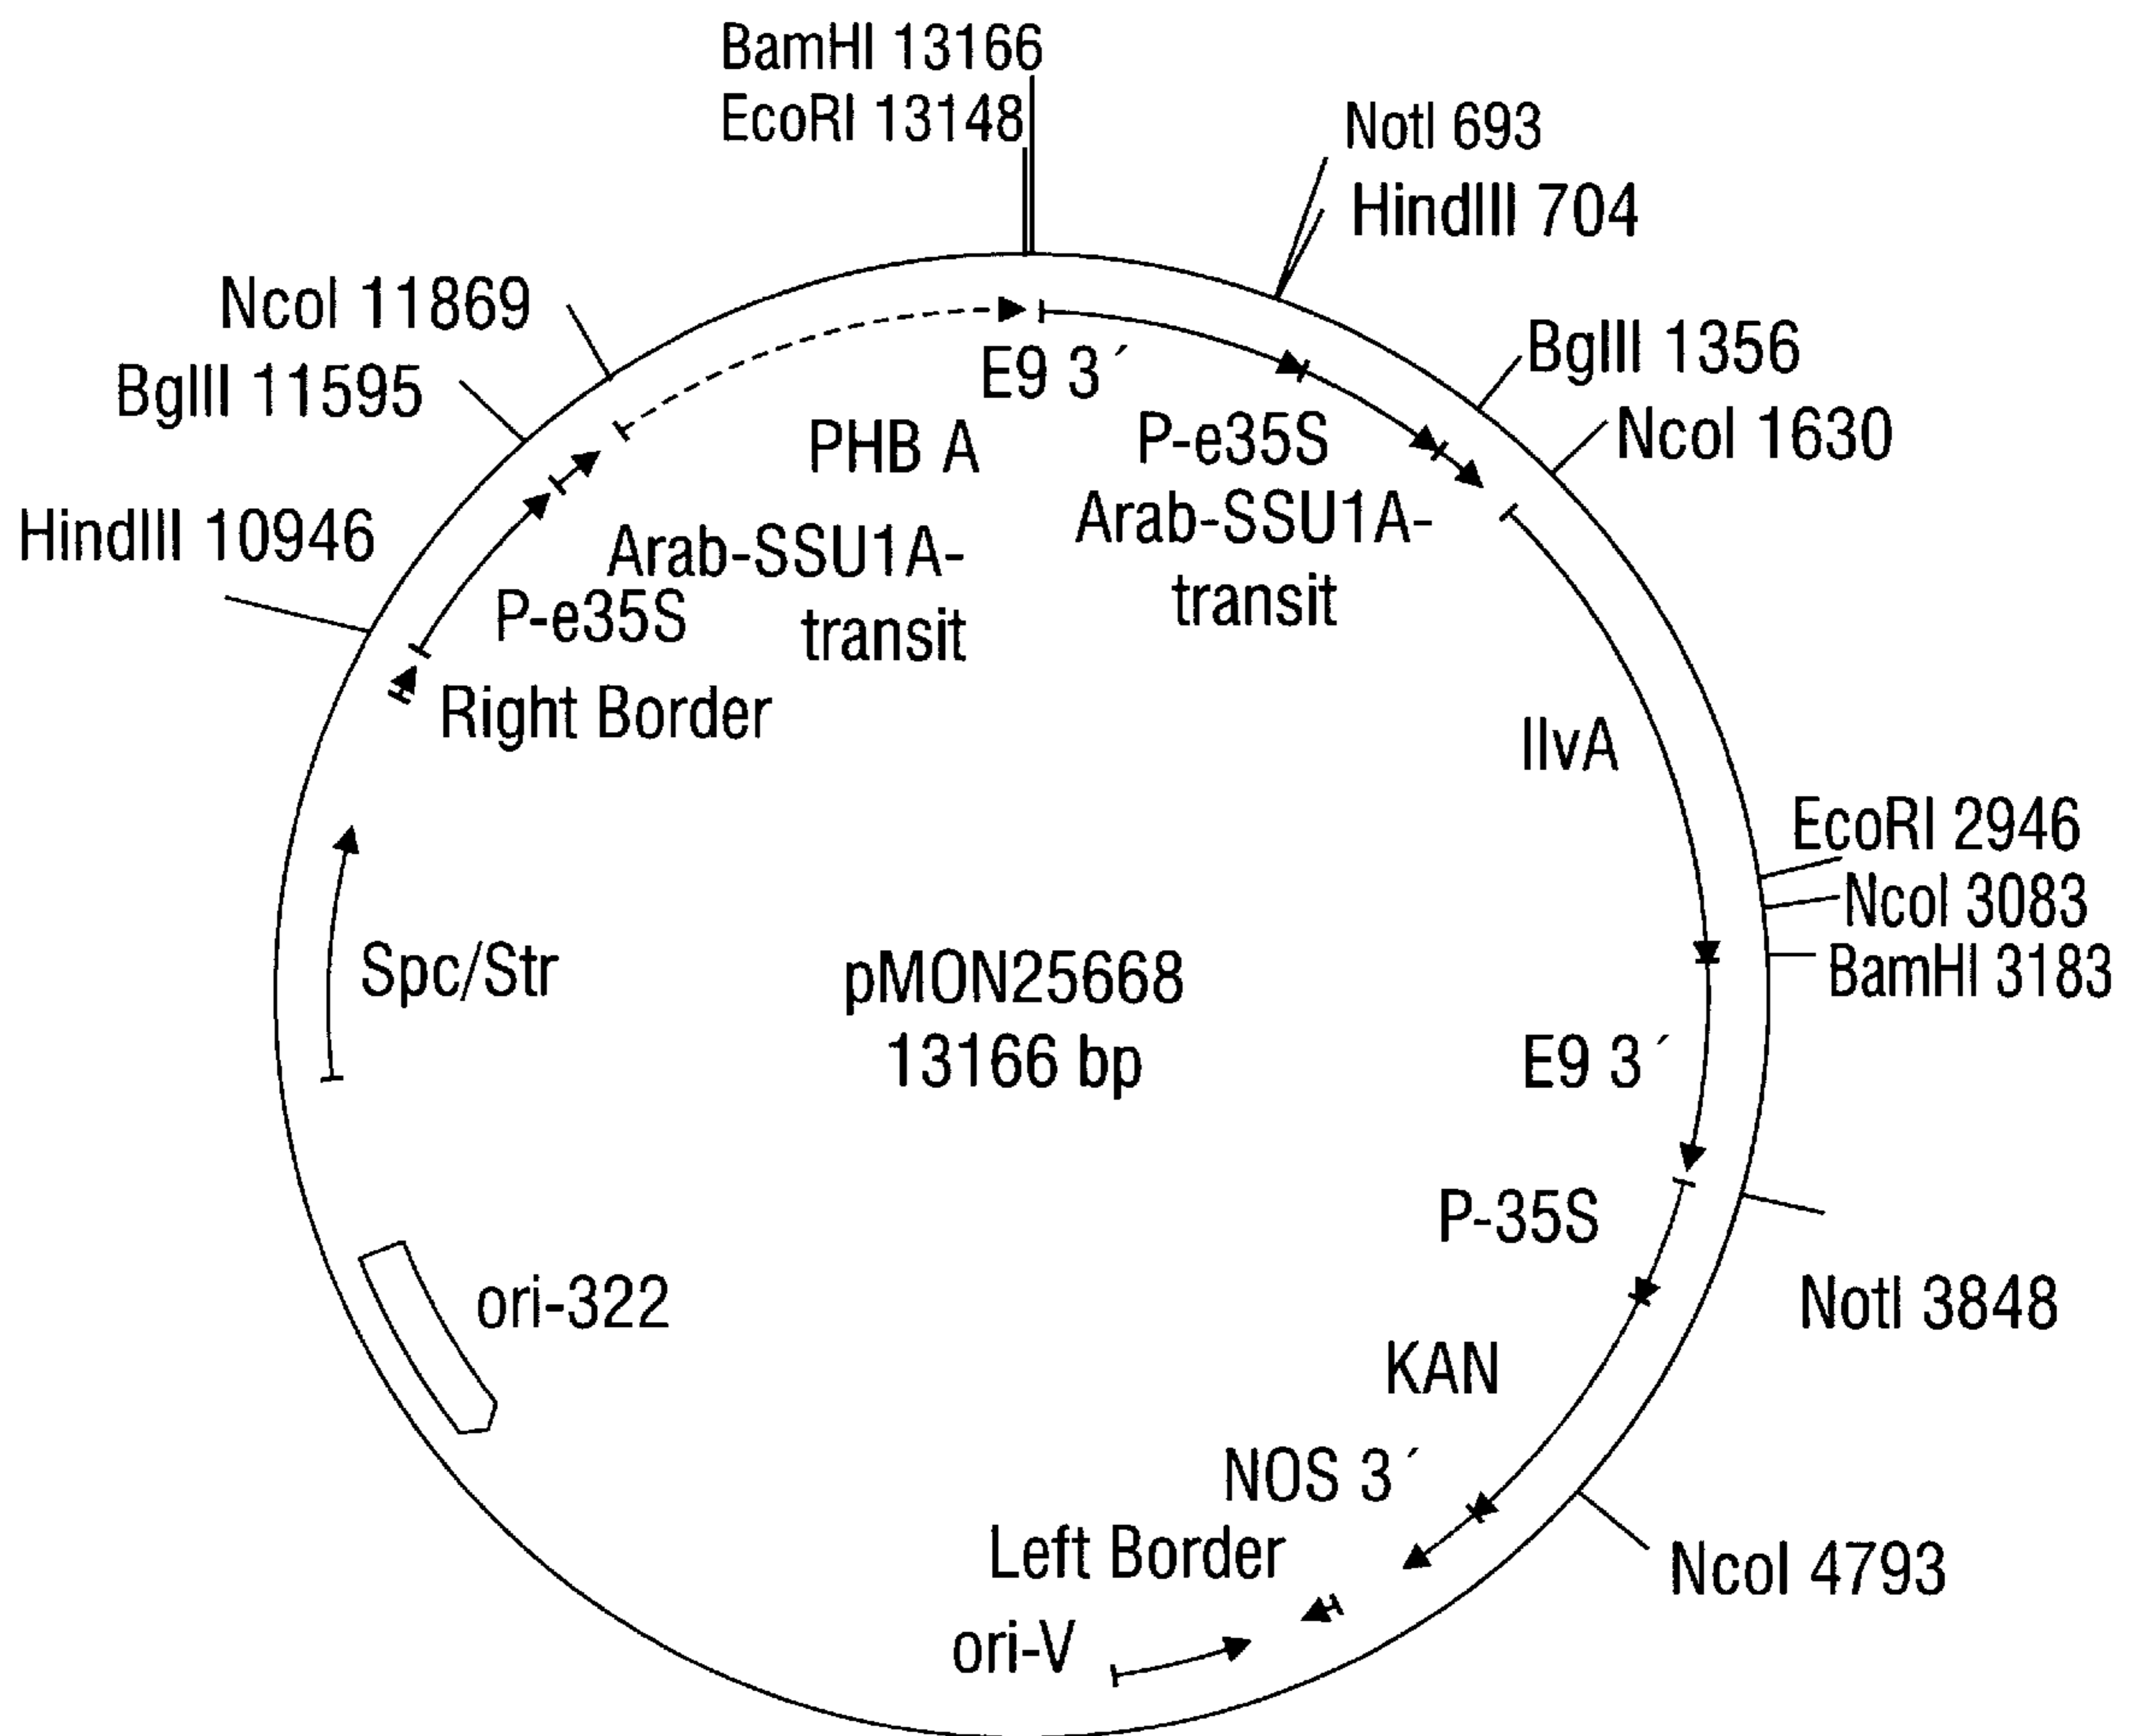 BamHI 13166
EcoRI 13148
NotI 693
HindIII 704
NcoI 11869
BglII 11595
HindIII 10946
BglII 1356
NcoI 1630
E9 3´
PHB A
P-e35S
Arab-SSU1A-
transit
Arab-SSU1A-
transit
P-e35S
Right Border
IlvA
EcoRI 2946
NcoI 3083
BamHI 3183
Spc/Str
pMON25668
13166 bp
E9 3´
P-35S
NotI 3848
ori-322
KAN
NOS 3´
Left Border
NcoI 4793
ori-V